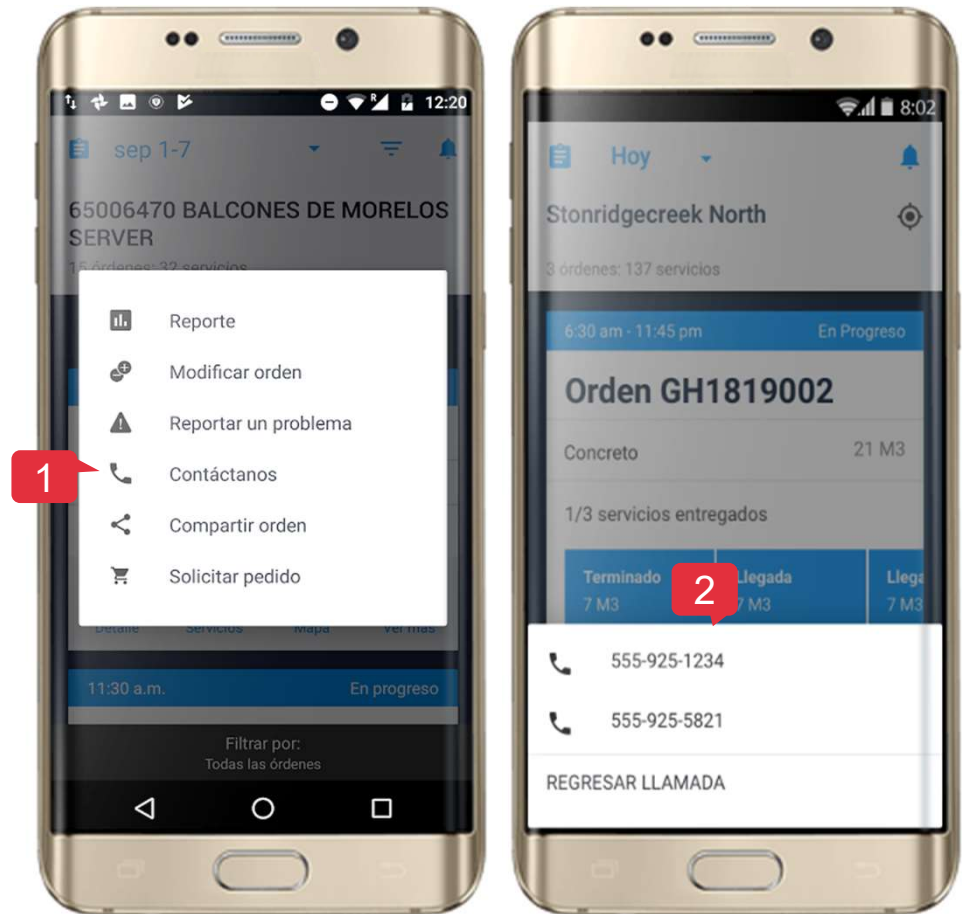 12:20
sep 1-7
65006470 BALCONES DE MORELOS
SERVER
15 órdenes: 32 servicios
Reporte
Modificar orden
Reportar un problema
1
Contáctanos
Compartir orden
Solicitar pedido
Detalle Servicios Mapa Ver más
11:30 a.m. En progreso
Filtrar por:
Todas las órdenes
8:02
Hoy
Stonridgecreek North
3 órdenes: 137 servicios
6:30 am - 11:45 pm En Progreso
Orden GH1819002
Concreto 21 M3
1/3 servicios entregados
Terminado Llegada
7 M3 7 M3 7 M3
2
555-925-1234
555-925-5821
REGRESAR LLAMADA